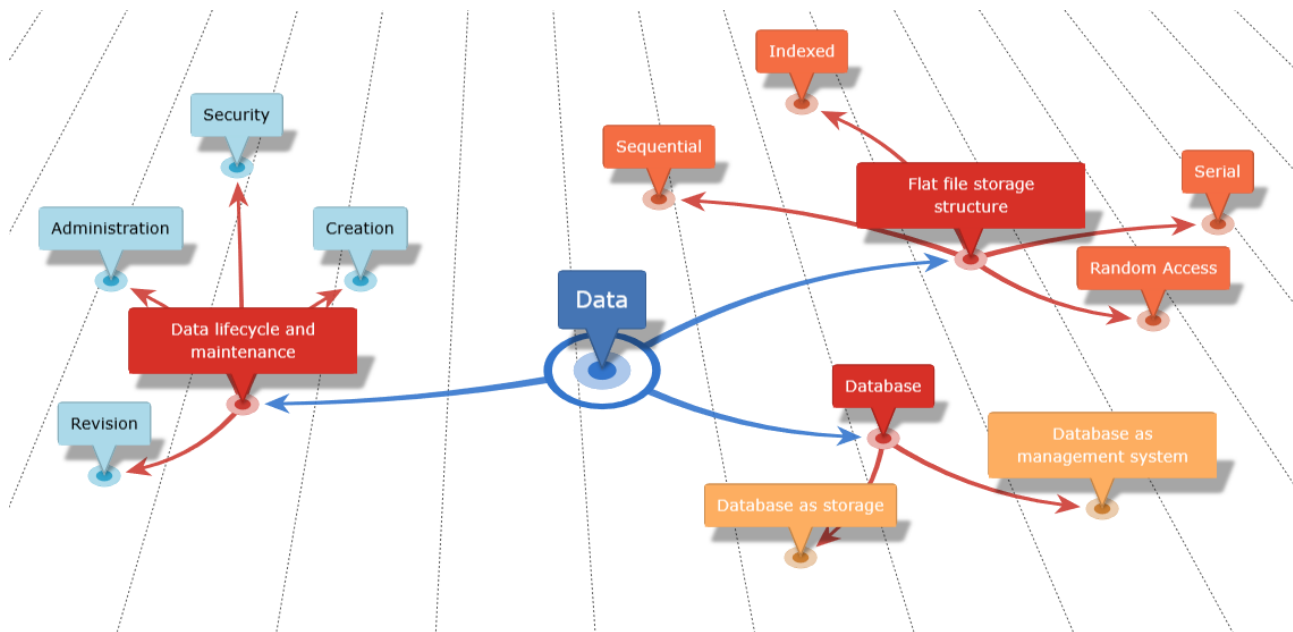 Indexed
Security
Sequential
Flat file storage
structure
Serial
Administration
Creation
Random Access
Data
Data lifecycle and
maintenance
Database
Revision
Database as
management system
Database as storage